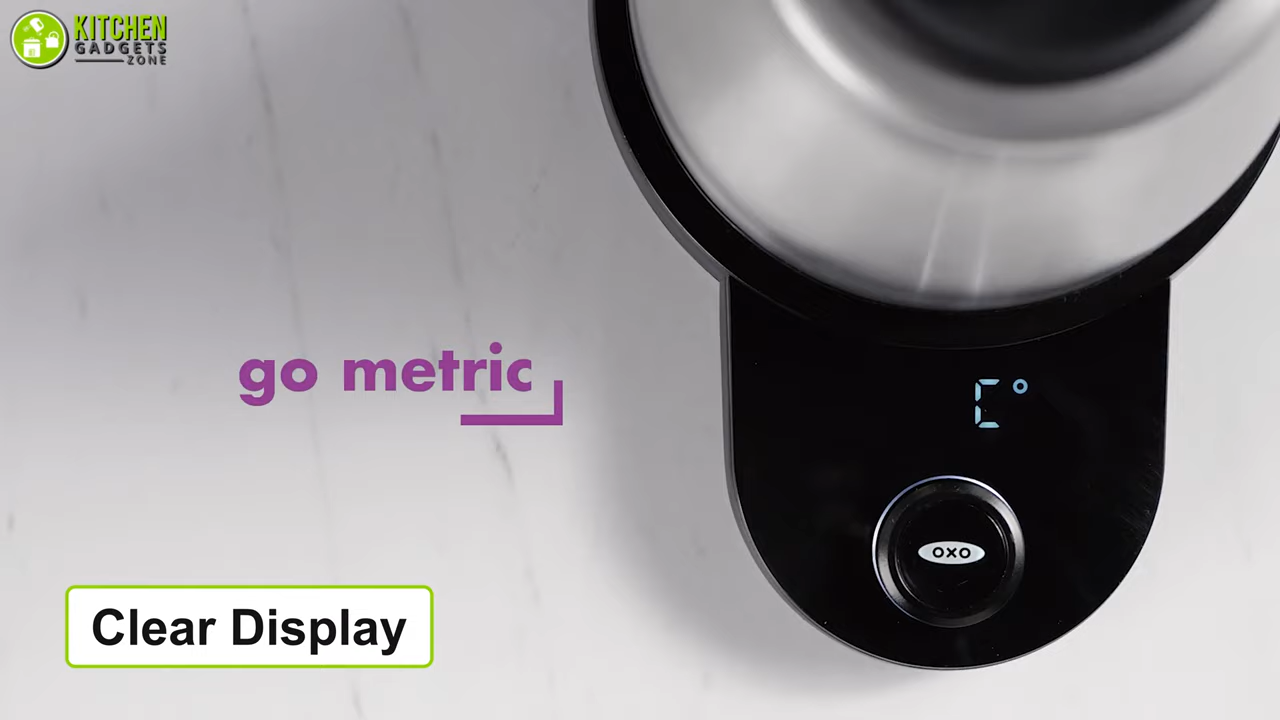 KITCHEN
GADGETS
ZONE
go metric
C°
OXO
Clear Display